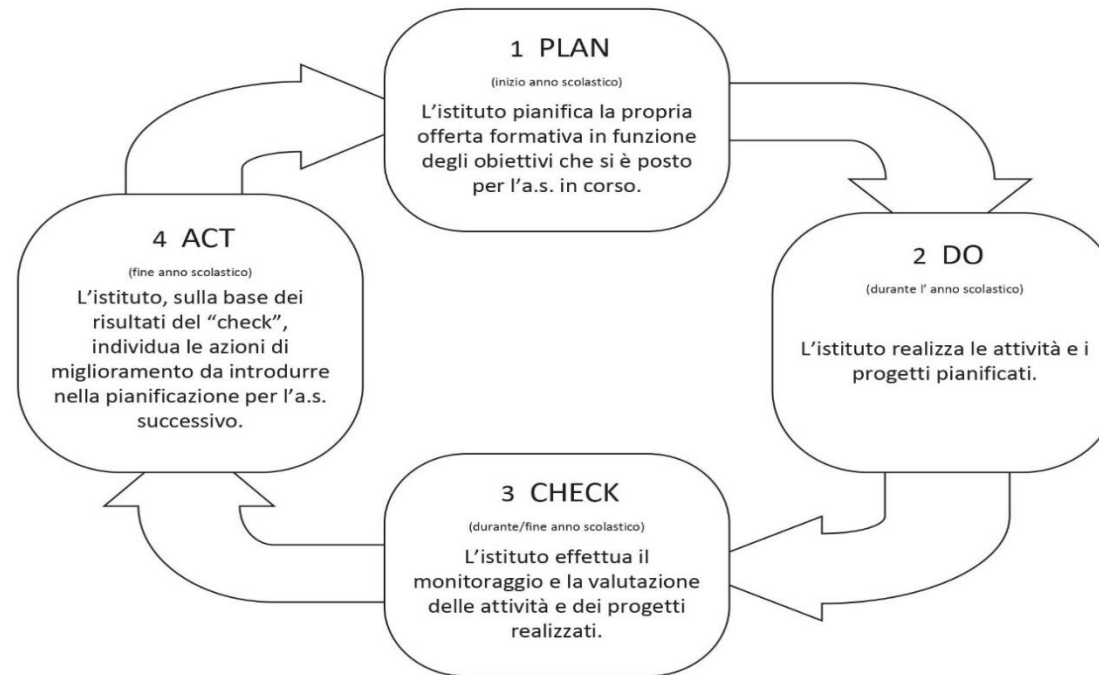 1 PLAN
(inizio anno scolastico)
L’istituto pianifica la propria
offerta formativa in funzione
degli obiettivi che si è posto
per l’a.s. in corso.
2 DO
(durante l’ anno scolastico)
L’istituto realizza le attività e i
progetti pianificati.
3 CHECK
(durante/fine anno scolastico)
L’istituto effettua il
monitoraggio e la valutazione
delle attività e dei progetti
realizzati.
4 ACT
(fine anno scolastico)
L’istituto, sulla base dei
risultati del “check”,
individua le azioni di
miglioramento da introdurre
nella pianificazione per l’a.s.
successivo.